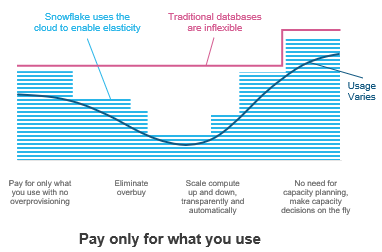 Snowflake uses the
cloud to enable elasticity
Traditional databases
are inflexible
Usage
Varies
Pay for only what
you use with no
overprovisioning
Eliminate
overbuy
Scale compute
up and down,
transparently and
automatically
No need for
capacity planning,
make capacity
decisions on the fly
Pay only for what you use